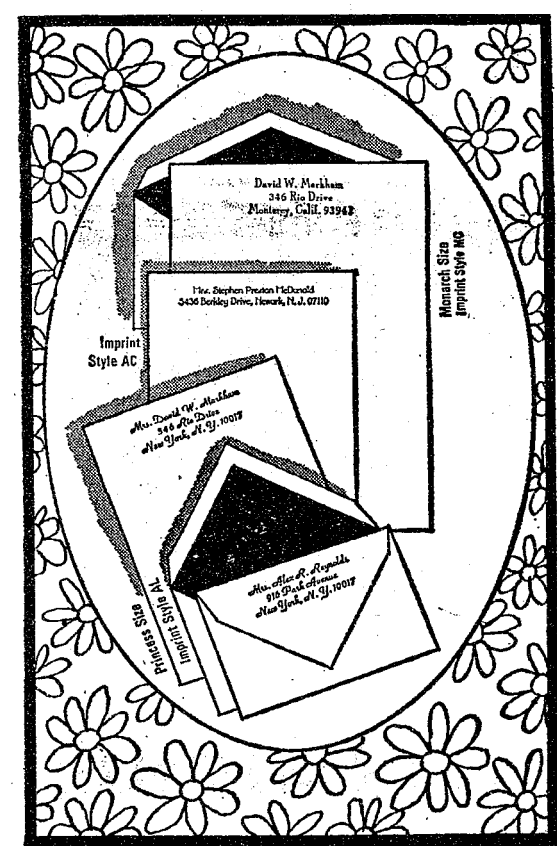 David W. Markham
346 Rio Drive
Monterey, Calif. 93942
Monarch Size
Imprint Style MC
Mrs. Stephen Preston McDonald
5436 Berkley Drive, Newark, N. J. 07110
Imprint
Style AC
Mrs. David W. Markham
346 Rio Drive
New York, N.Y. 10017
Princess Size
Imprint Style AL
Mrs. Alex R. Reynolds
916 Park Avenue
New York, N.Y. 10017